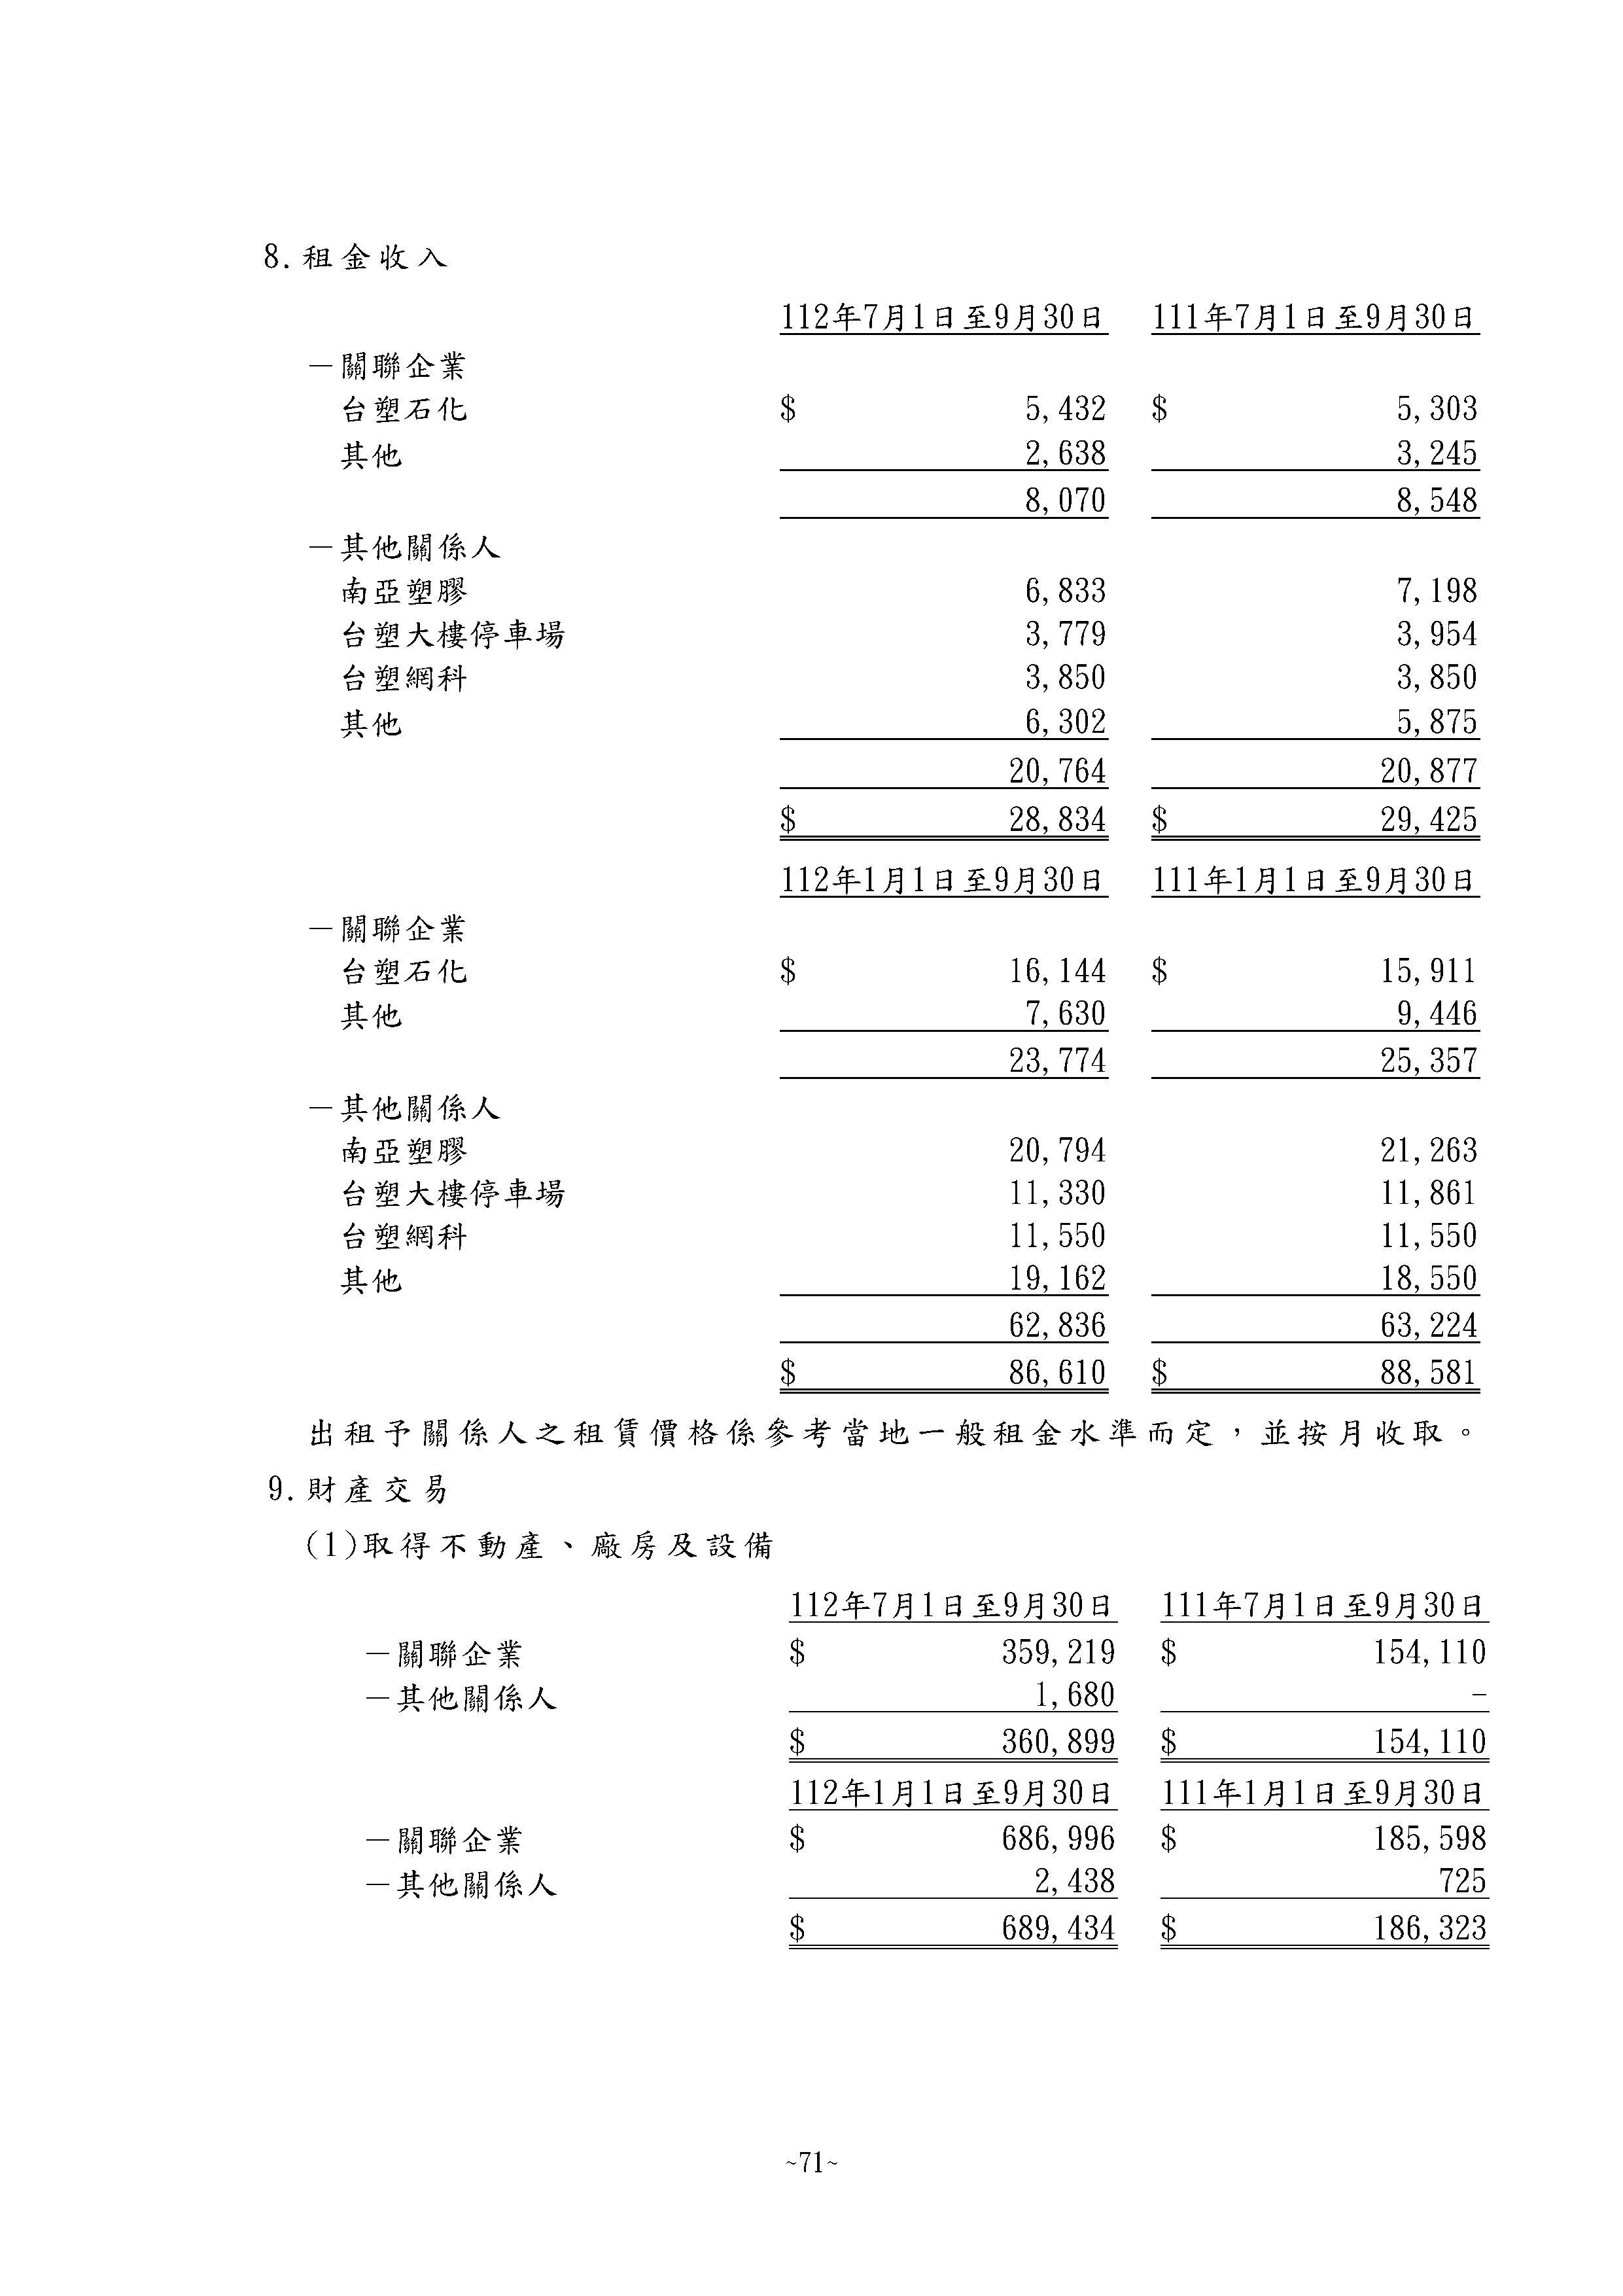 8.租金收入
112年7月1日至9月30日 111年7月1日至9月30日
－關聯企業
台塑石化 $ 5,432 $ 5,303
其他 2,638 3,245
8,070 8,548
－其他關係人
南亞塑膠 6,833 7,198
台塑大樓停車場 3,779 3,954
台塑網科 3,850 3,850
其他 6,302 5,875
20,764 20,877
$ 28,834 $ 29,425
112年1月1日至9月30日 111年1月1日至9月30日
－關聯企業
台塑石化 $ 16,144 $ 15,911
其他 7,630 9,446
23,774 25,357
－其他關係人
南亞塑膠 20,794 21,263
台塑大樓停車場 11,330 11,861
台塑網科 11,550 11,550
其他 19,162 18,550
62,836 63,224
$ 86,610 $ 88,581
出租予關係人之租賃價格係參考當地一般租金水準而定，並按月收取。
9.財產交易
(1)取得不動產、廠房及設備
112年7月1日至9月30日 111年7月1日至9月30日
－關聯企業 $ 359,219 $ 154,110
－其他關係人 1,680 －
$ 360,899 $ 154,110
112年1月1日至9月30日 111年1月1日至9月30日
－關聯企業 $ 686,996 $ 185,598
－其他關係人 2,438 725
$ 689,434 $ 186,323
~71~